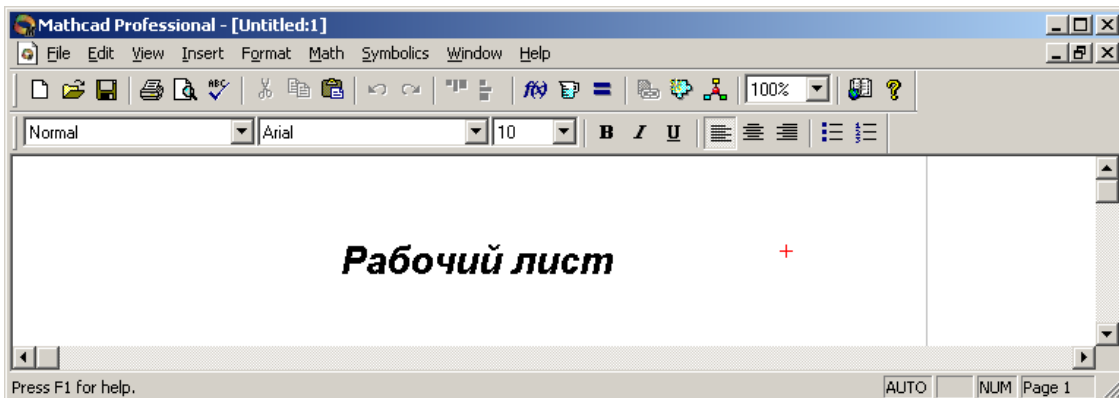 Mathcad Professional - [Untitled:1]
File Edit View Insert Format Math Symbolics Window Help
ABC f(x) = 100% ?
Normal Arial 10 B I U
Рабочий лист
Press F1 for help. AUTO NUM Page 1